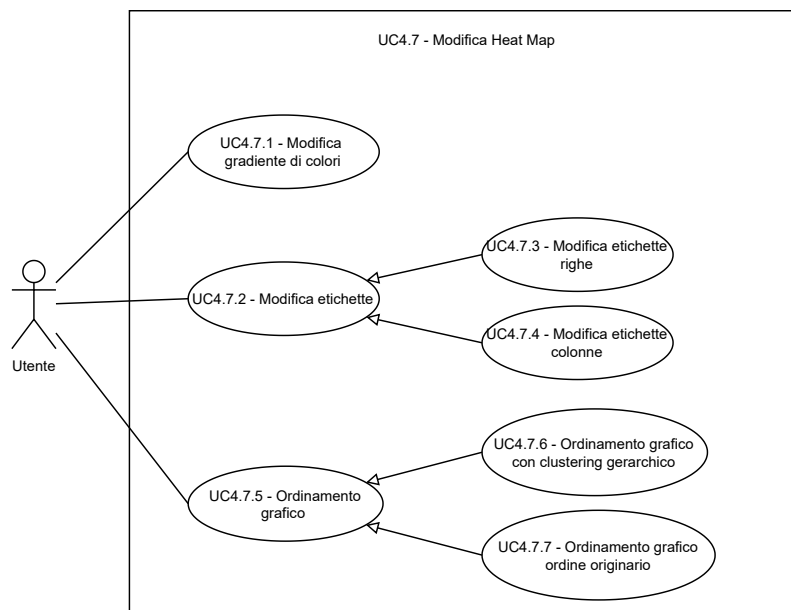 UC4.7 - Modifica Heat Map
UC4.7.1 - Modifica
gradiente di colori
UC4.7.3 - Modifica etichette
righe
UC4.7.2 - Modifica etichette
UC4.7.4 - Modifica etichette
colonne
Utente
UC4.7.6 - Ordinamento grafico
con clustering gerarchico
UC4.7.5 - Ordinamento
grafico
UC4.7.7 - Ordinamento grafico
ordine originario